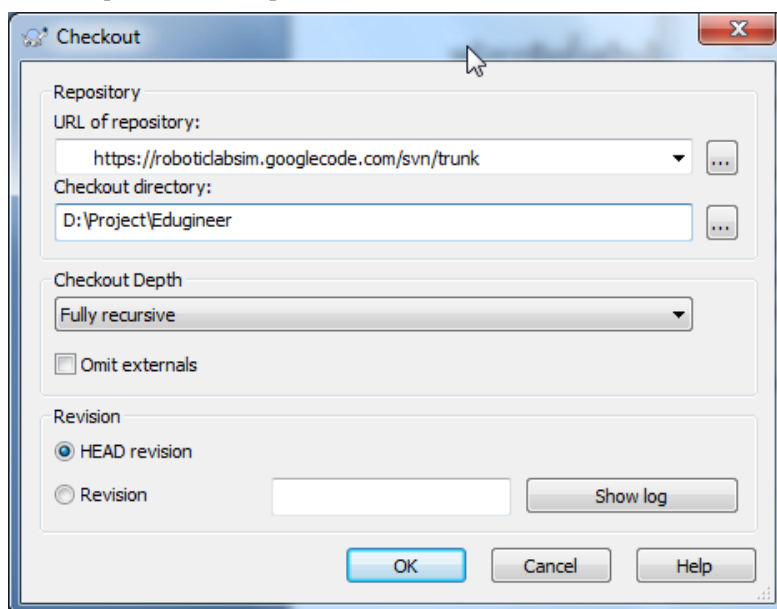 Checkout
Repository
URL of repository:
https://roboticlabsim.googlecode.com/svn/trunk
...
Checkout directory:
D:\Project\Edugineer
...
Checkout Depth
Fully recursive
Omit externals
Revision
HEAD revision
Revision
Show log
OK Cancel Help